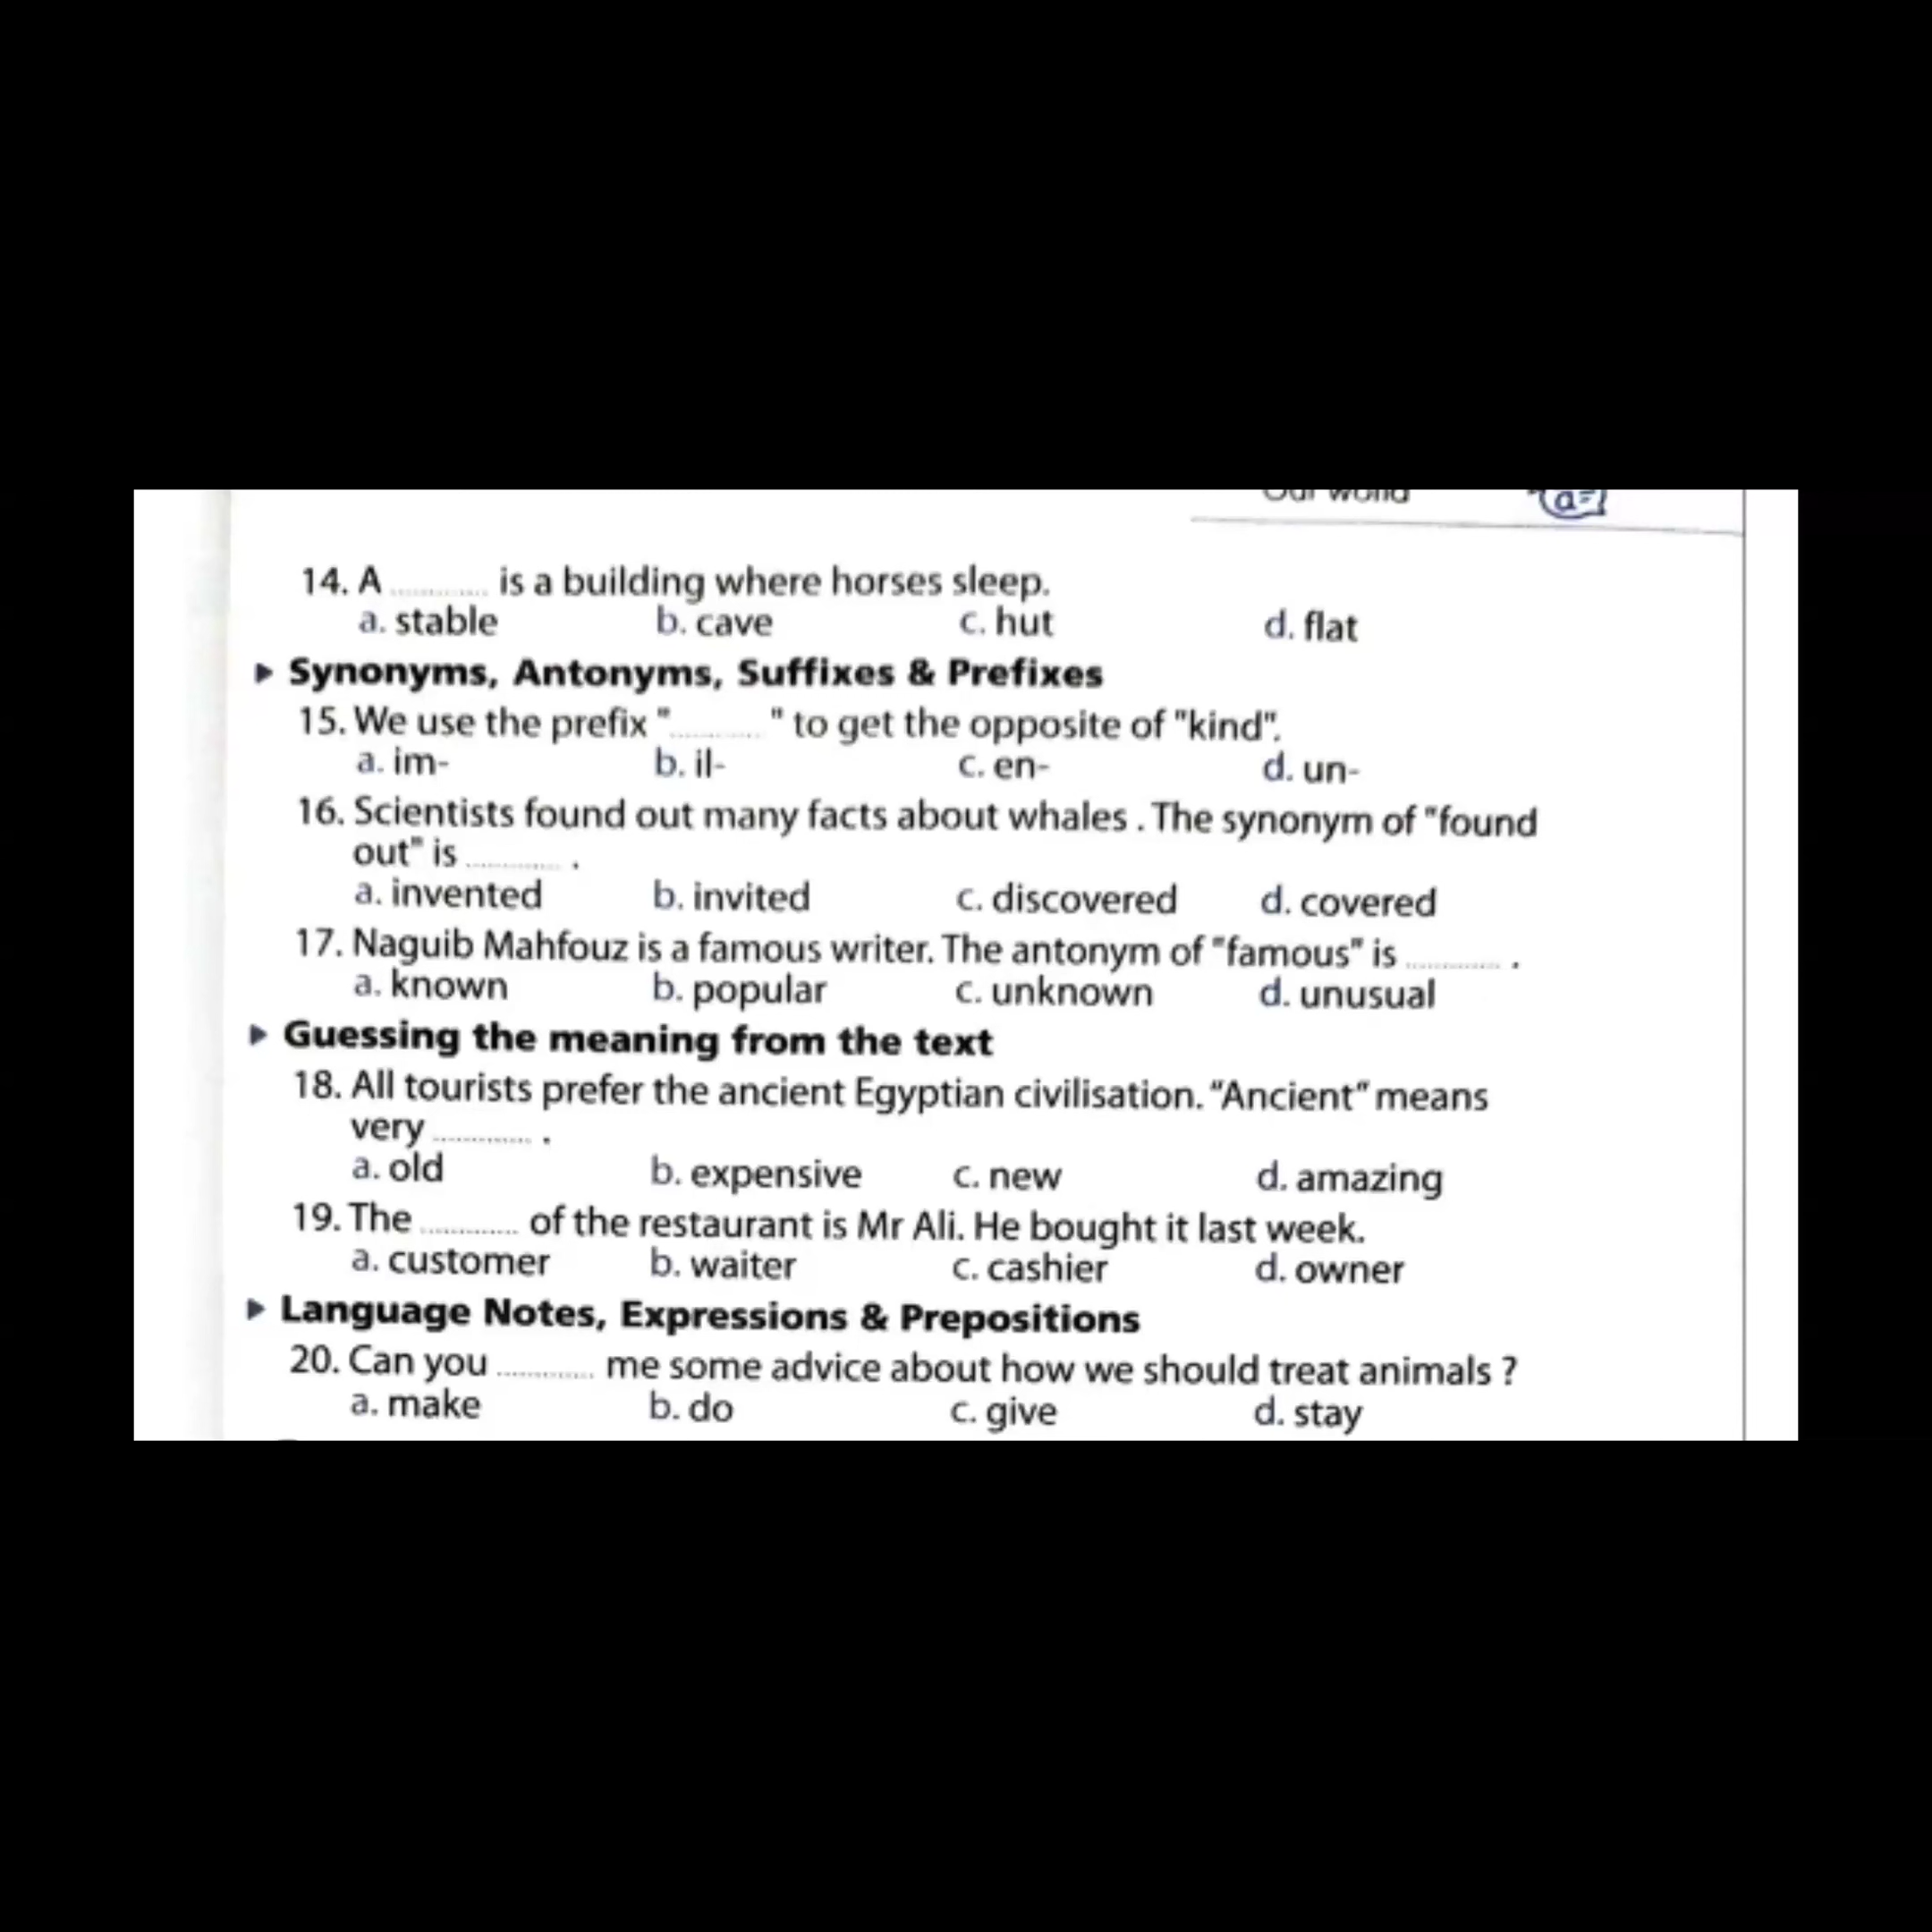 Our world
14. A ............ is a building where horses sleep.
a. stable b. cave c. hut d. flat
Synonyms, Antonyms, Suffixes & Prefixes
15. We use the prefix "............" to get the opposite of "kind".
a. im- b. il- c. en- d. un-
16. Scientists found out many facts about whales . The synonym of "found
out" is ............ .
a. invented b. invited c. discovered d. covered
17. Naguib Mahfouz is a famous writer. The antonym of "famous" is ............ .
a. known b. popular c. unknown d. unusual
Guessing the meaning from the text
18. All tourists prefer the ancient Egyptian civilisation. “Ancient” means
very ............ .
a. old b. expensive c. new d. amazing
19. The ............ of the restaurant is Mr Ali. He bought it last week.
a. customer b. waiter c. cashier d. owner
Language Notes, Expressions & Prepositions
20. Can you ............ me some advice about how we should treat animals ?
a. make b. do c. give d. stay